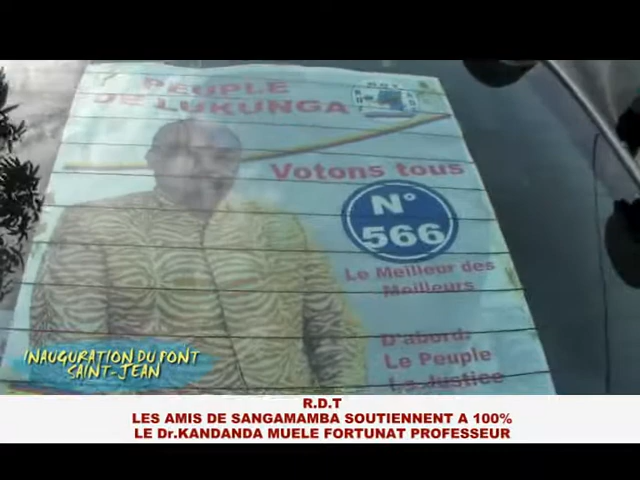 PEUPLE
DE LUKUNGA
Votons tous
N°
566
Le Meilleur des
Meilleurs
D'abord,
Le Peuple
La Justice
INAUGURATION DU PONT
SAINT-JEAN
R.D.T
LES AMIS DE SANGAMAMBA SOUTIENNENT A 100%
LE Dr.KANDANDA MUELE FORTUNAT PROFESSEUR